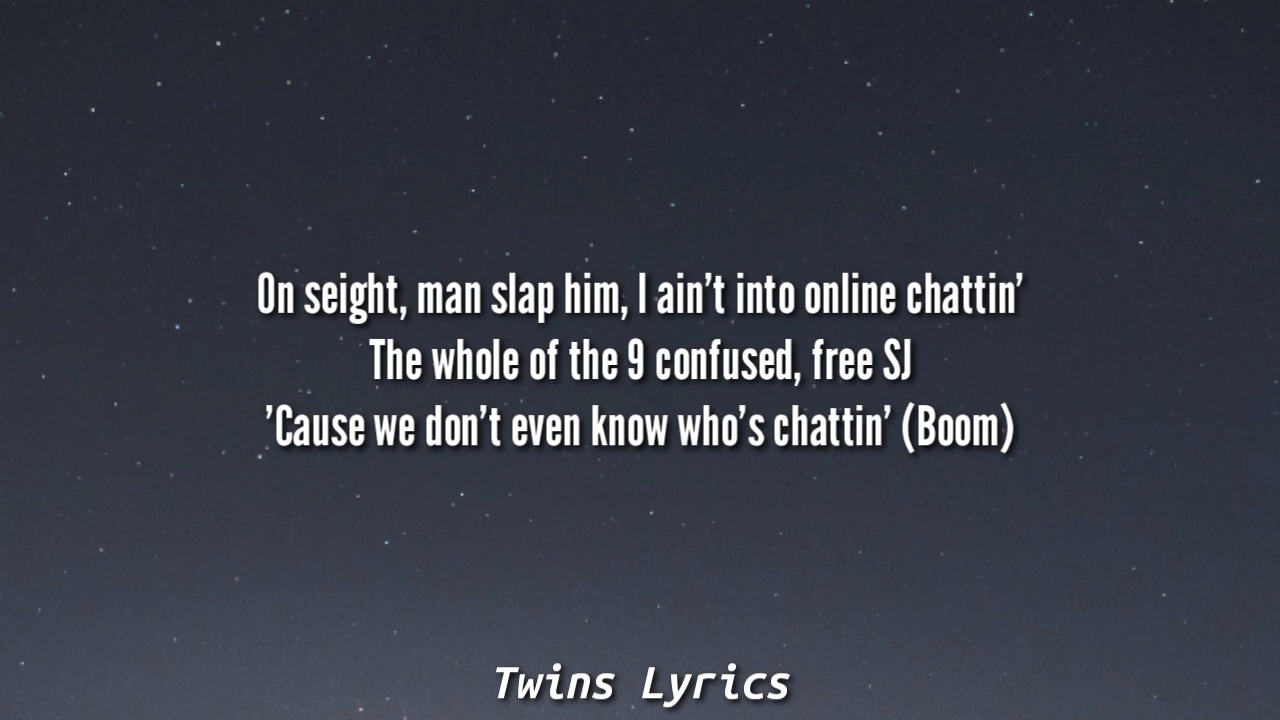 On seight, man slap him, I ain't into online chattin'
The whole of the 9 confused, free SJ
'Cause we don't even know who's chattin' (Boom)
Twins Lyrics